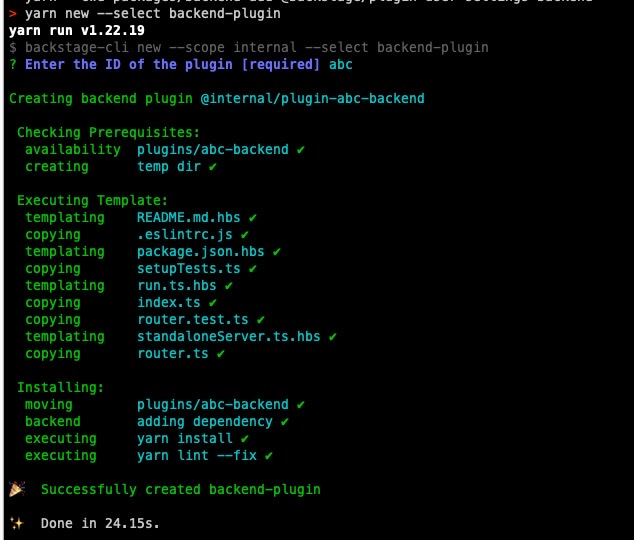 > yarn new --select backend-plugin
yarn run v1.22.19
$ backstage-cli new --scope internal --select backend-plugin
? Enter the ID of the plugin [required] abc
Creating backend plugin @internal/plugin-abc-backend
Checking Prerequisites:
availability plugins/abc-backend ✔
creating temp dir ✔
Executing Template:
templating README.md.hbs ✔
copying .eslintrc.js ✔
templating package.json.hbs ✔
copying setupTests.ts ✔
templating run.ts.hbs ✔
copying index.ts ✔
copying router.test.ts ✔
templating standaloneServer.ts.hbs ✔
copying router.ts ✔
Installing:
moving plugins/abc-backend ✔
backend adding dependency ✔
executing yarn install ✔
executing yarn lint --fix ✔
🎉 Successfully created backend-plugin
✨ Done in 24.15s.